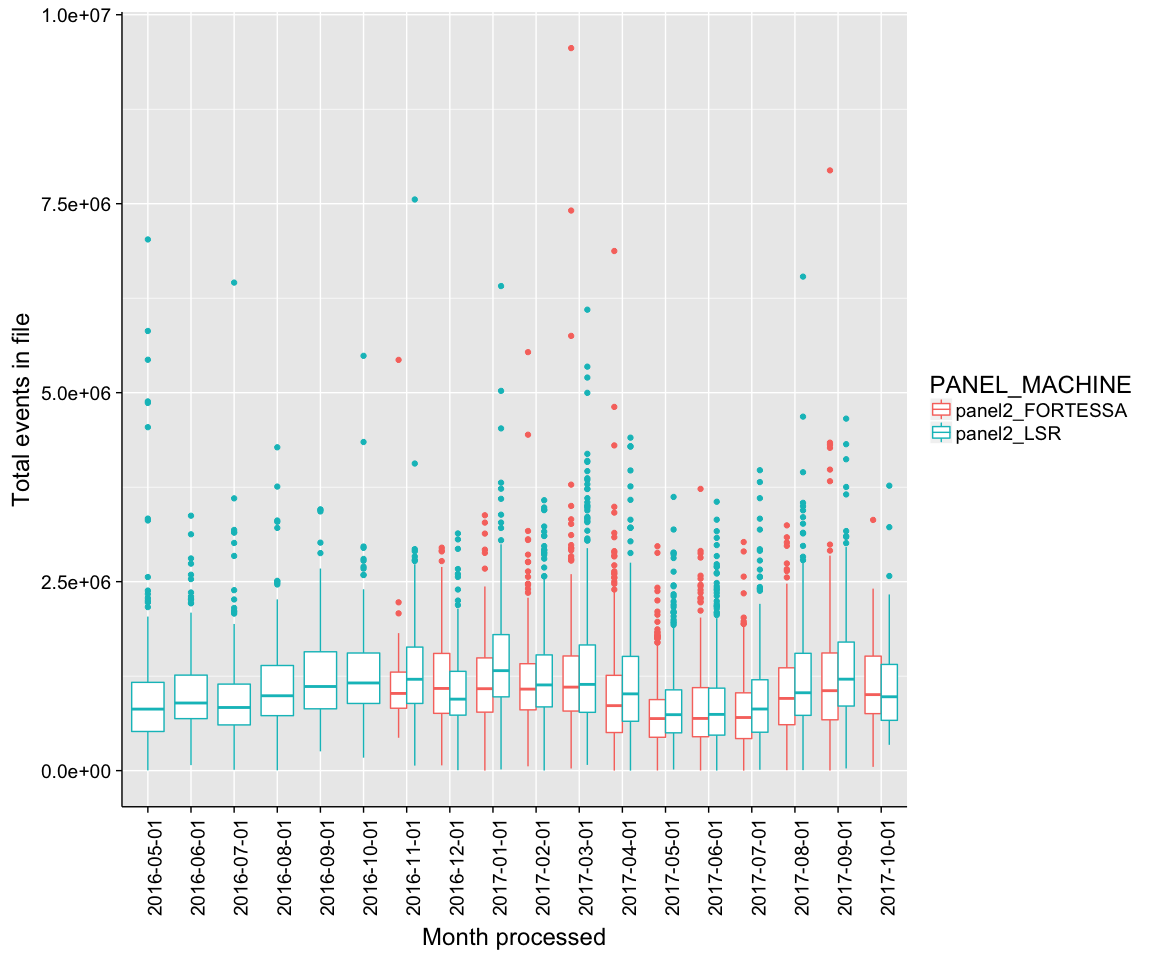 1.0e+07
7.5e+06
5.0e+06
2.5e+06
0.0e+00
Total events in file
2016-05-01
2016-06-01
2016-07-01
2016-08-01
2016-09-01
2016-10-01
2016-11-01
2016-12-01
2017-01-01
2017-02-01
2017-03-01
2017-04-01
2017-05-01
2017-06-01
2017-07-01
2017-08-01
2017-09-01
2017-10-01
Month processed
PANEL_MACHINE
panel2_FORTESSA
panel2_LSR